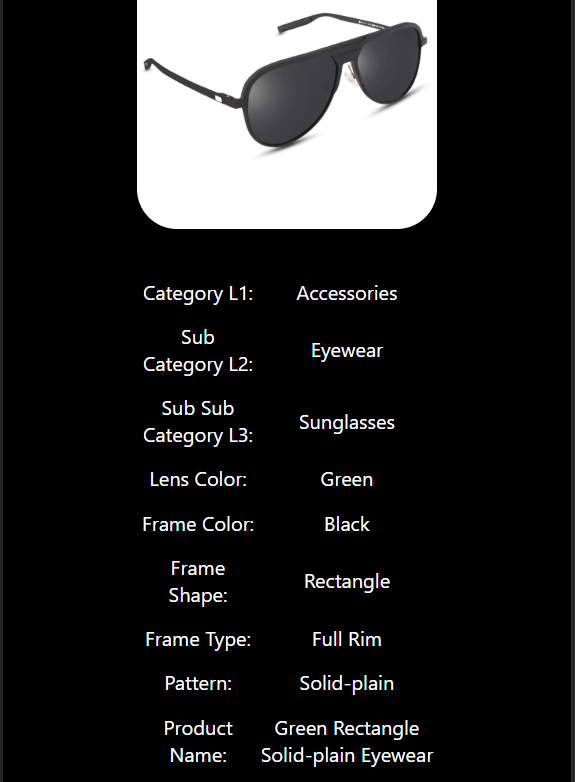 Category L1: Accessories
Sub
Category L2: Eyewear
Sub Sub
Category L3: Sunglasses
Lens Color: Green
Frame Color: Black
Frame
Shape: Rectangle
Frame Type: Full Rim
Pattern: Solid-plain
Product Green Rectangle
Name: Solid-plain Eyewear